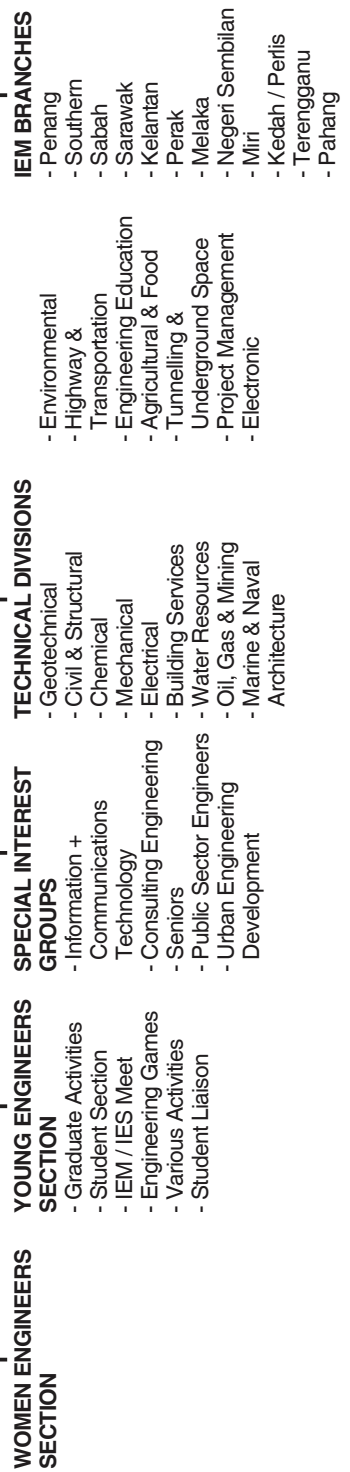 WOMEN ENGINEERS
SECTION
YOUNG ENGINEERS
SECTION
- Graduate Activities
- Student Section
- IEM / IES Meet
- Engineering Games
- Various Activities
- Student Liaison
SPECIAL INTEREST
GROUPS
- Information +
Communications
Technology
- Consulting Engineering
- Seniors
- Public Sector Engineers
- Urban Engineering
Development
TECHNICAL DIVISIONS
- Geotechnical
- Civil & Structural
- Chemical
- Mechanical
- Electrical
- Building Services
- Water Resources
- Oil, Gas & Mining
- Marine & Naval
Architecture
- Environmental
- Highway &
Transportation
- Engineering Education
- Agricultural & Food
- Tunnelling &
Underground Space
- Project Management
- Electronic
IEM BRANCHES
- Penang
- Southern
- Sabah
- Sarawak
- Kelantan
- Perak
- Melaka
- Negeri Sembilan
- Miri
- Kedah / Perlis
- Terengganu
- Pahang